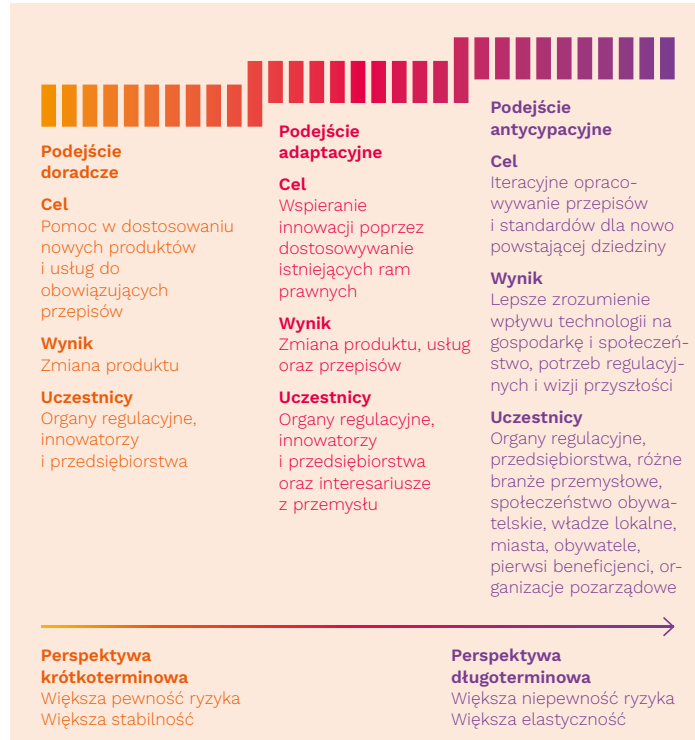 Podejście
doradcze
Cel
Pomoc w dostosowaniu
nowych produktów
i usług do
obowiązujących
przepisów
Wynik
Zmiana produktu
Uczestnicy
Organy regulacyjne,
innowatorzy
i przedsiębiorstwa
Podejście
adaptacyjne
Cel
Wspieranie
innowacji poprzez
dostosowywanie
istniejących ram
prawnych
Wynik
Zmiana produktu, usług
oraz przepisów
Uczestnicy
Organy regulacyjne,
innowatorzy
i przedsiębiorstwa
oraz interesariusze
z przemysłu
Podejście
antycypacyjne
Cel
Iteracyjne opraco-
wywanie przepisów
i standardów dla nowo
powstającej dziedziny
Wynik
Lepsze zrozumienie
wpływu technologii na
gospodarkę i społeczeń-
stwo, potrzeb regulacyj-
nych i wizji przyszłości
Uczestnicy
Organy regulacyjne,
przedsiębiorstwa, różne
branże przemysłowe,
społeczeństwo obywa-
telskie, władze lokalne,
miasta, obywatele,
pierwsi beneficjenci, or-
ganizacje pozarządowe
Perspektywa
krótkoterminowa
Większa pewność ryzyka
Większa stabilność
Perspektywa
długoterminowa
Większa niepewność ryzyka
Większa elastyczność